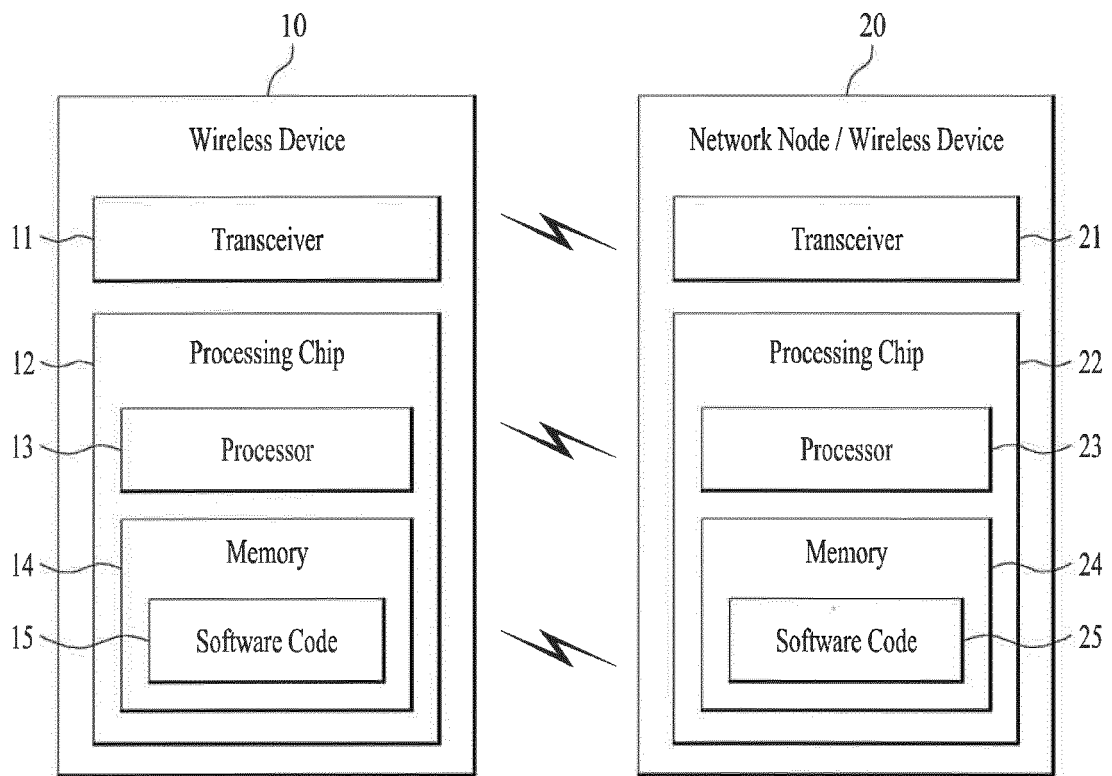 10
20
Wireless Device
Network Node / Wireless Device
11
Transceiver
Transceiver
21
12
Processing Chip
Processing Chip
22
13
Processor
Processor
23
14
Memory
Memory
24
15
Software Code
Software Code
25